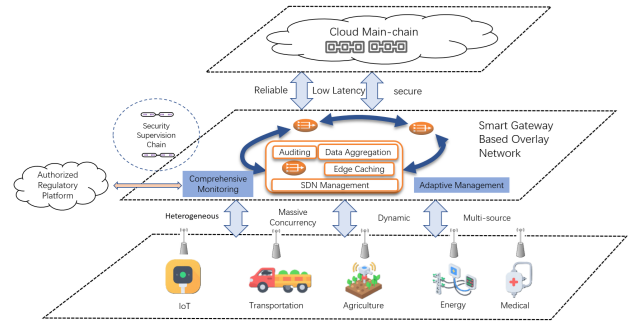 Cloud Main-chain
Reliable
Low Latency
secure
Security
Supervision
Chain
Smart Gateway
Based Overlay
Network
Auditing
Data Aggregation
Edge Caching
SDN Management
Comprehensive
Monitoring
Adaptive Management
Authorized
Regulatory
Platform
Heterogeneous
Massive
Concurrency
Dynamic
Multi-source
IoT
Transportation
Agriculture
Energy
Medical